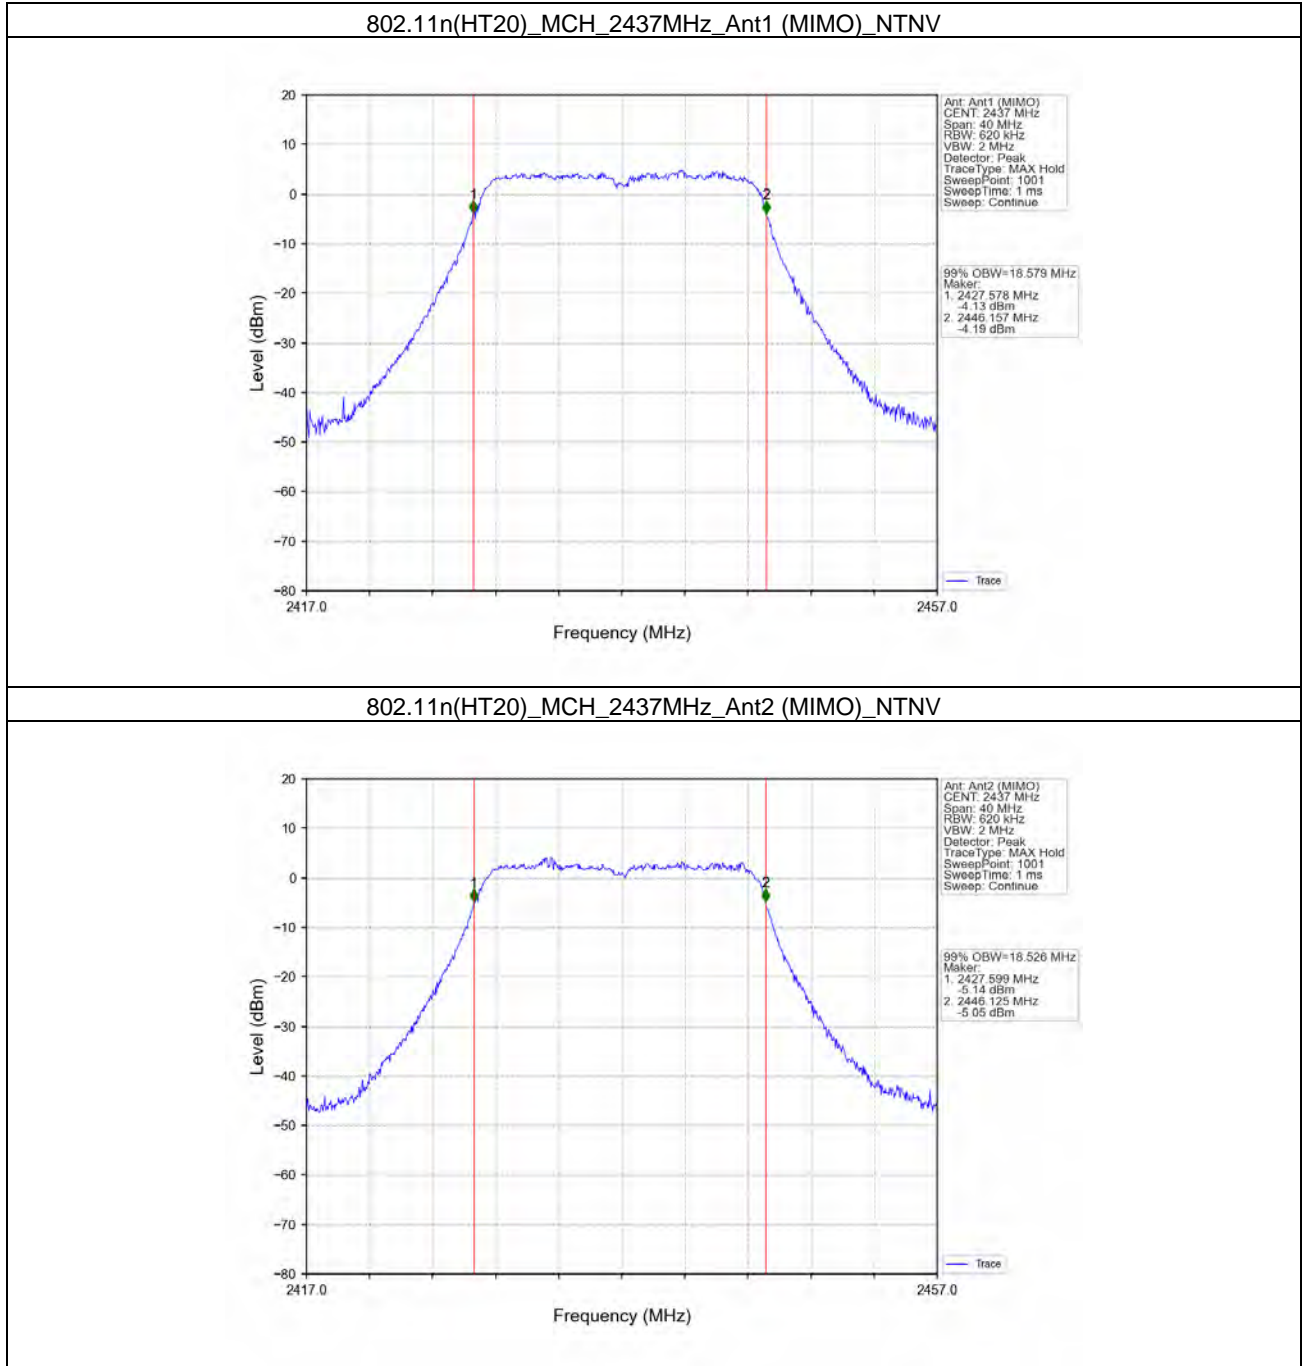 802.11n(HT20)_MCH_2437MHz_Ant1 (MIMO)_NTNV
20
10
0
−10
−20
−30
−40
−50
−60
−70
−80
Level (dBm)
1
2
2417.0
2457.0
Frequency (MHz)
Ant: Ant1 (MIMO)
CENT: 2437 MHz
Span: 40 MHz
RBW: 620 kHz
VBW: 2 MHz
Detector: Peak
TraceType: MAX Hold
SweepPoint: 1001
SweepTime: 1 ms
Sweep: Continue
99% OBW=18.579 MHz
Maker:
1. 2427.578 MHz
-4.13 dBm
2. 2446.157 MHz
-4.19 dBm
Trace
802.11n(HT20)_MCH_2437MHz_Ant2 (MIMO)_NTNV
20
10
0
−10
−20
−30
−40
−50
−60
−70
−80
Level (dBm)
1
2
2417.0
2457.0
Frequency (MHz)
Ant: Ant2 (MIMO)
CENT: 2437 MHz
Span: 40 MHz
RBW: 620 kHz
VBW: 2 MHz
Detector: Peak
TraceType: MAX Hold
SweepPoint: 1001
SweepTime: 1 ms
Sweep: Continue
99% OBW=18.526 MHz
Maker:
1. 2427.599 MHz
-5.14 dBm
2. 2446.125 MHz
-5.05 dBm
Trace